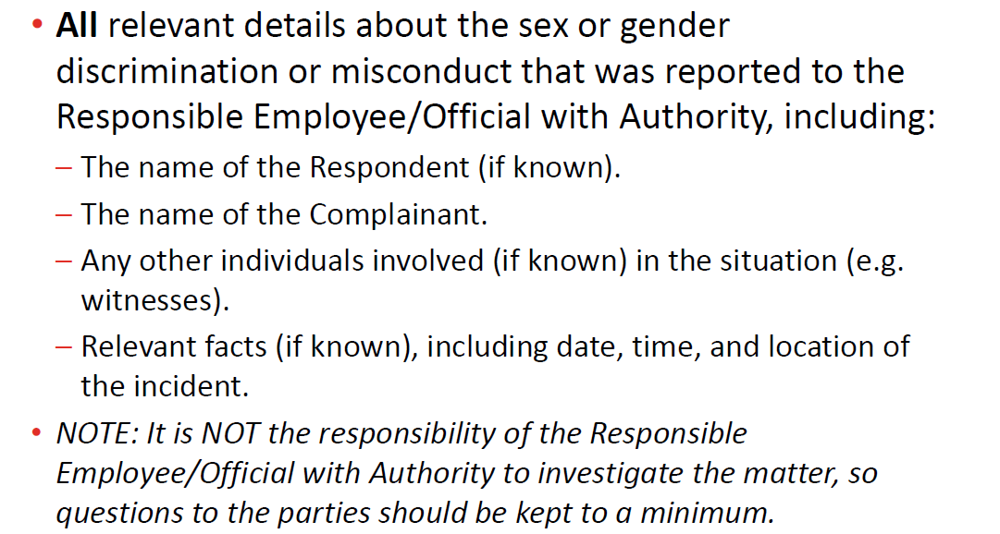 • All relevant details about the sex or gender
discrimination or misconduct that was reported to the
Responsible Employee/Official with Authority, including:
– The name of the Respondent (if known).
– The name of the Complainant.
– Any other individuals involved (if known) in the situation (e.g.
witnesses).
– Relevant facts (if known), including date, time, and location of
the incident.
• NOTE: It is NOT the responsibility of the Responsible
Employee/Official with Authority to investigate the matter, so
questions to the parties should be kept to a minimum.